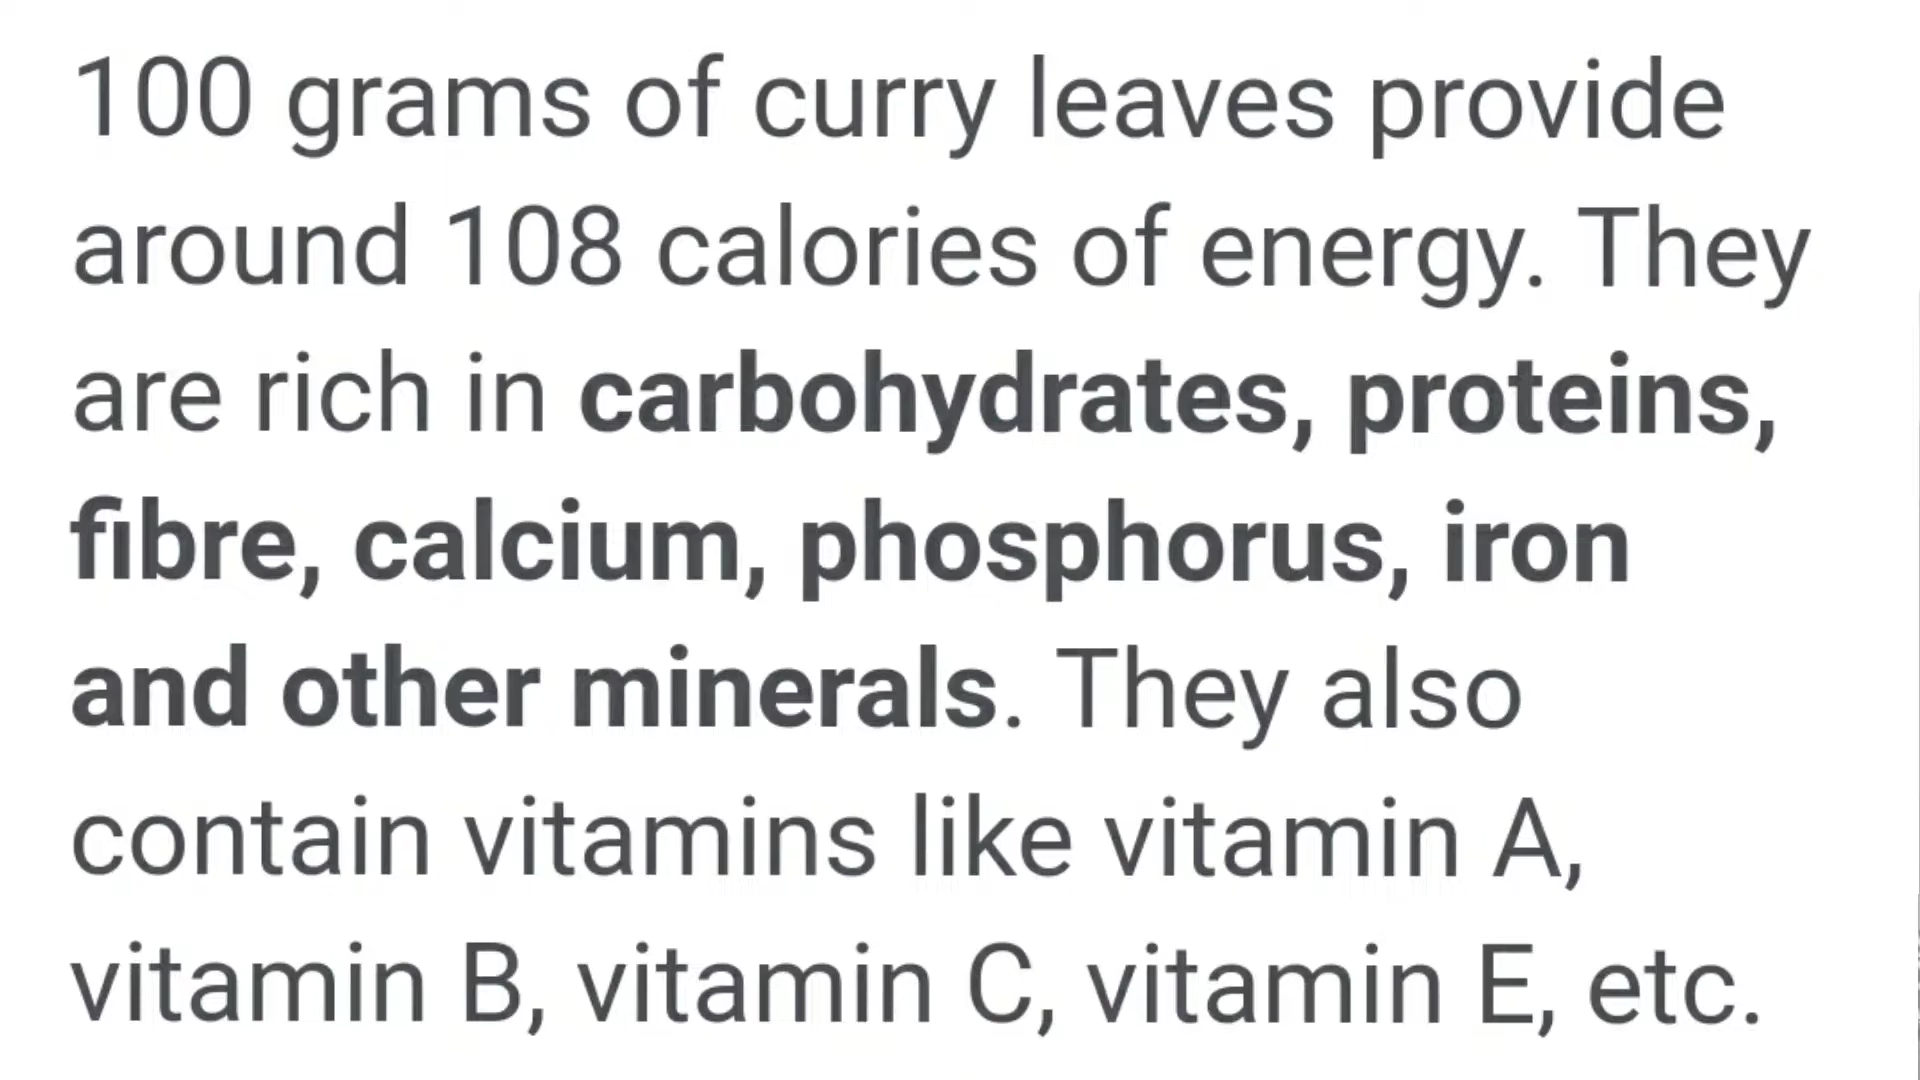 100 grams of curry leaves provide
around 108 calories of energy. They
are rich in carbohydrates, proteins,
fibre, calcium, phosphorus, iron
and other minerals. They also
contain vitamins like vitamin A,
vitamin B, vitamin C, vitamin E, etc.